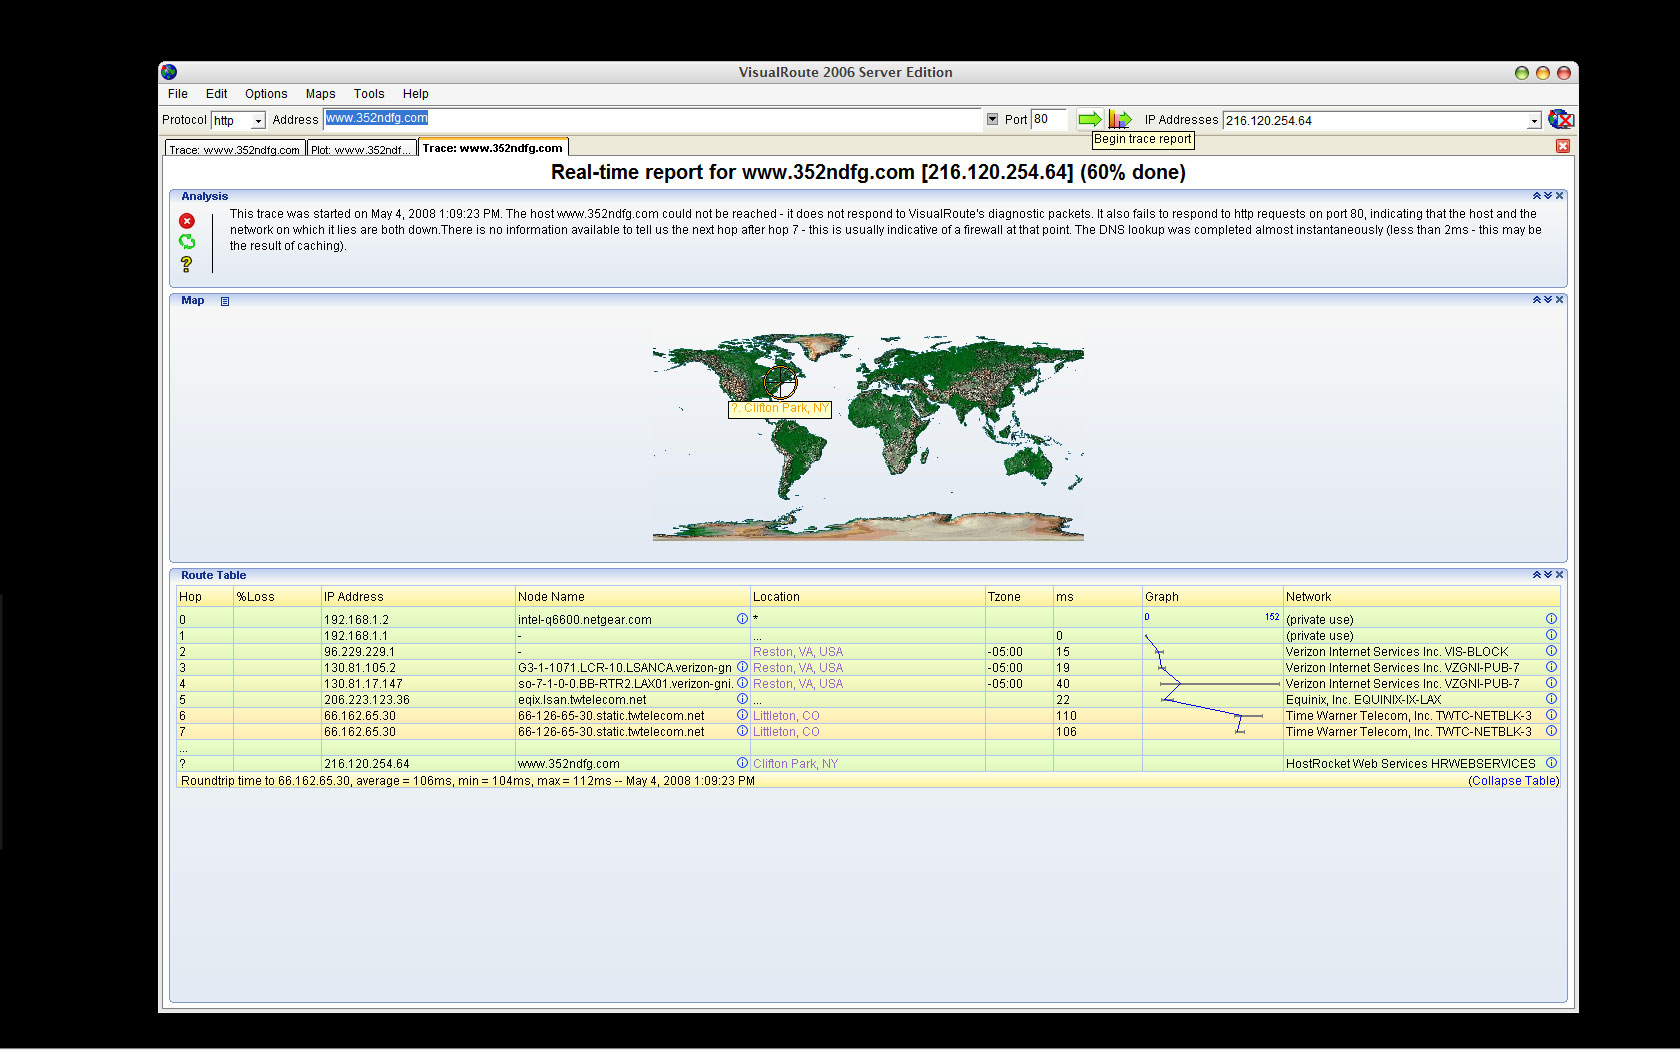 VisualRoute 2006 Server Edition
File Edit Options Maps Tools Help
Protocol http Address www.352ndfg.com Port 80 IP Addresses 216.120.254.64
Begin trace report
Trace: www.352ndfg.com Plot: www.352ndf... Trace: www.352ndfg.com
Real-time report for www.352ndfg.com [216.120.254.64] (60% done)
Analysis
This trace was started on May 4, 2008 1:09:23 PM. The host www.352ndfg.com could not be reached - it does not respond to VisualRoute's diagnostic packets. It also fails to respond to http requests on port 80, indicating that the host and the
network on which it lies are both down.There is no information available to tell us the next hop after hop 7 - this is usually indicative of a firewall at that point. The DNS lookup was completed almost instantaneously (less than 2ms - this may be
the result of caching).
Map
?. Clifton Park, NY
Route Table
Hop %Loss IP Address Node Name Location Tzone ms Graph Network
0 192.168.1.2 intel-q6600.netgear.com * 0 152 (private use)
1 192.168.1.1 - ... 0 (private use)
2 96.229.229.1 - Reston, VA, USA -05:00 15 Verizon Internet Services Inc. VIS-BLOCK
3 130.81.105.2 G3-1-1071.LCR-10.LSANCA.verizon-gn Reston, VA, USA -05:00 19 Verizon Internet Services Inc. VZGNI-PUB-7
4 130.81.17.147 so-7-1-0-0.BB-RTR2.LAX01.verizon-gni. Reston, VA, USA -05:00 40 Verizon Internet Services Inc. VZGNI-PUB-7
5 206.223.123.36 eqix.lsan.twtelecom.net ... 22 Equinix, Inc. EQUINIX-IX-LAX
6 66.162.65.30 66-126-65-30.static.twtelecom.net Littleton, CO 110 Time Warner Telecom, Inc. TWTC-NETBLK-3
7 66.162.65.30 66-126-65-30.static.twtelecom.net Littleton, CO 106 Time Warner Telecom, Inc. TWTC-NETBLK-3
...
? 216.120.254.64 www.352ndfg.com Clifton Park, NY HostRocket Web Services HRWEBSERVICES
Roundtrip time to 66.162.65.30, average = 106ms, min = 104ms, max = 112ms -- May 4, 2008 1:09:23 PM (Collapse Table)